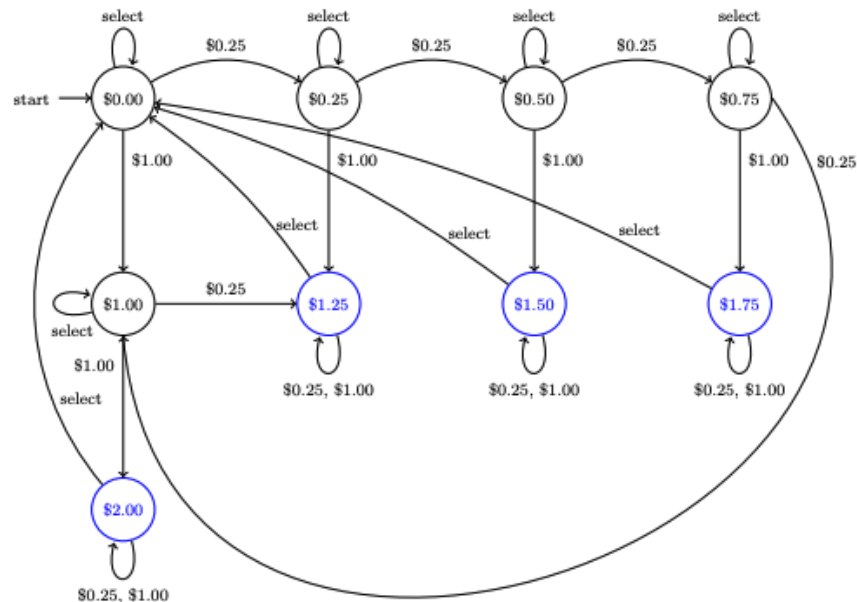 select select select select
$0.25 $0.25 $0.25
start $0.00 $0.25 $0.50 $0.75
$1.00 $1.00 $1.00 $1.00 $0.25
select select select
$1.00 $0.25 $1.25 $1.50 $1.75
select
$1.00
$0.25, $1.00 $0.25, $1.00 $0.25, $1.00
select
$2.00
$0.25, $1.00